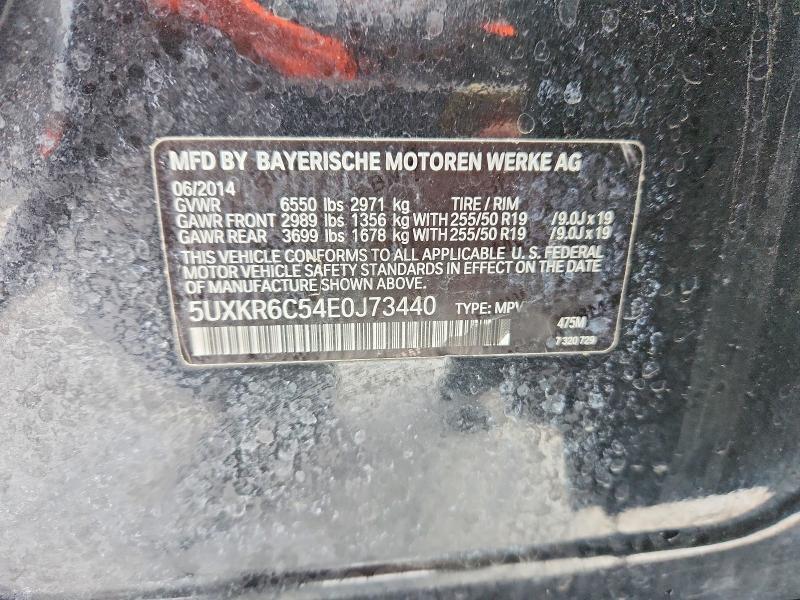 MFD BY BAYERISCHE MOTOREN WERKE AG
06/2014
GVWR 6550 lbs 2971 kg TIRE / RIM
GAWR FRONT 2989 lbs 1356 kg WITH 255/50 R19 /9.0J x 19
GAWR REAR 3699 lbs 1678 kg WITH 255/50 R19 /9.0J x 19
THIS VEHICLE CONFORMS TO ALL APPLICABLE U.S. FEDERAL
MOTOR VEHICLE SAFETY STANDARDS IN EFFECT ON THE DATE
OF MANUFACTURE SHOWN ABOVE.
5UXKR6C54E0J73440 TYPE: MPV
475M
7 320 729